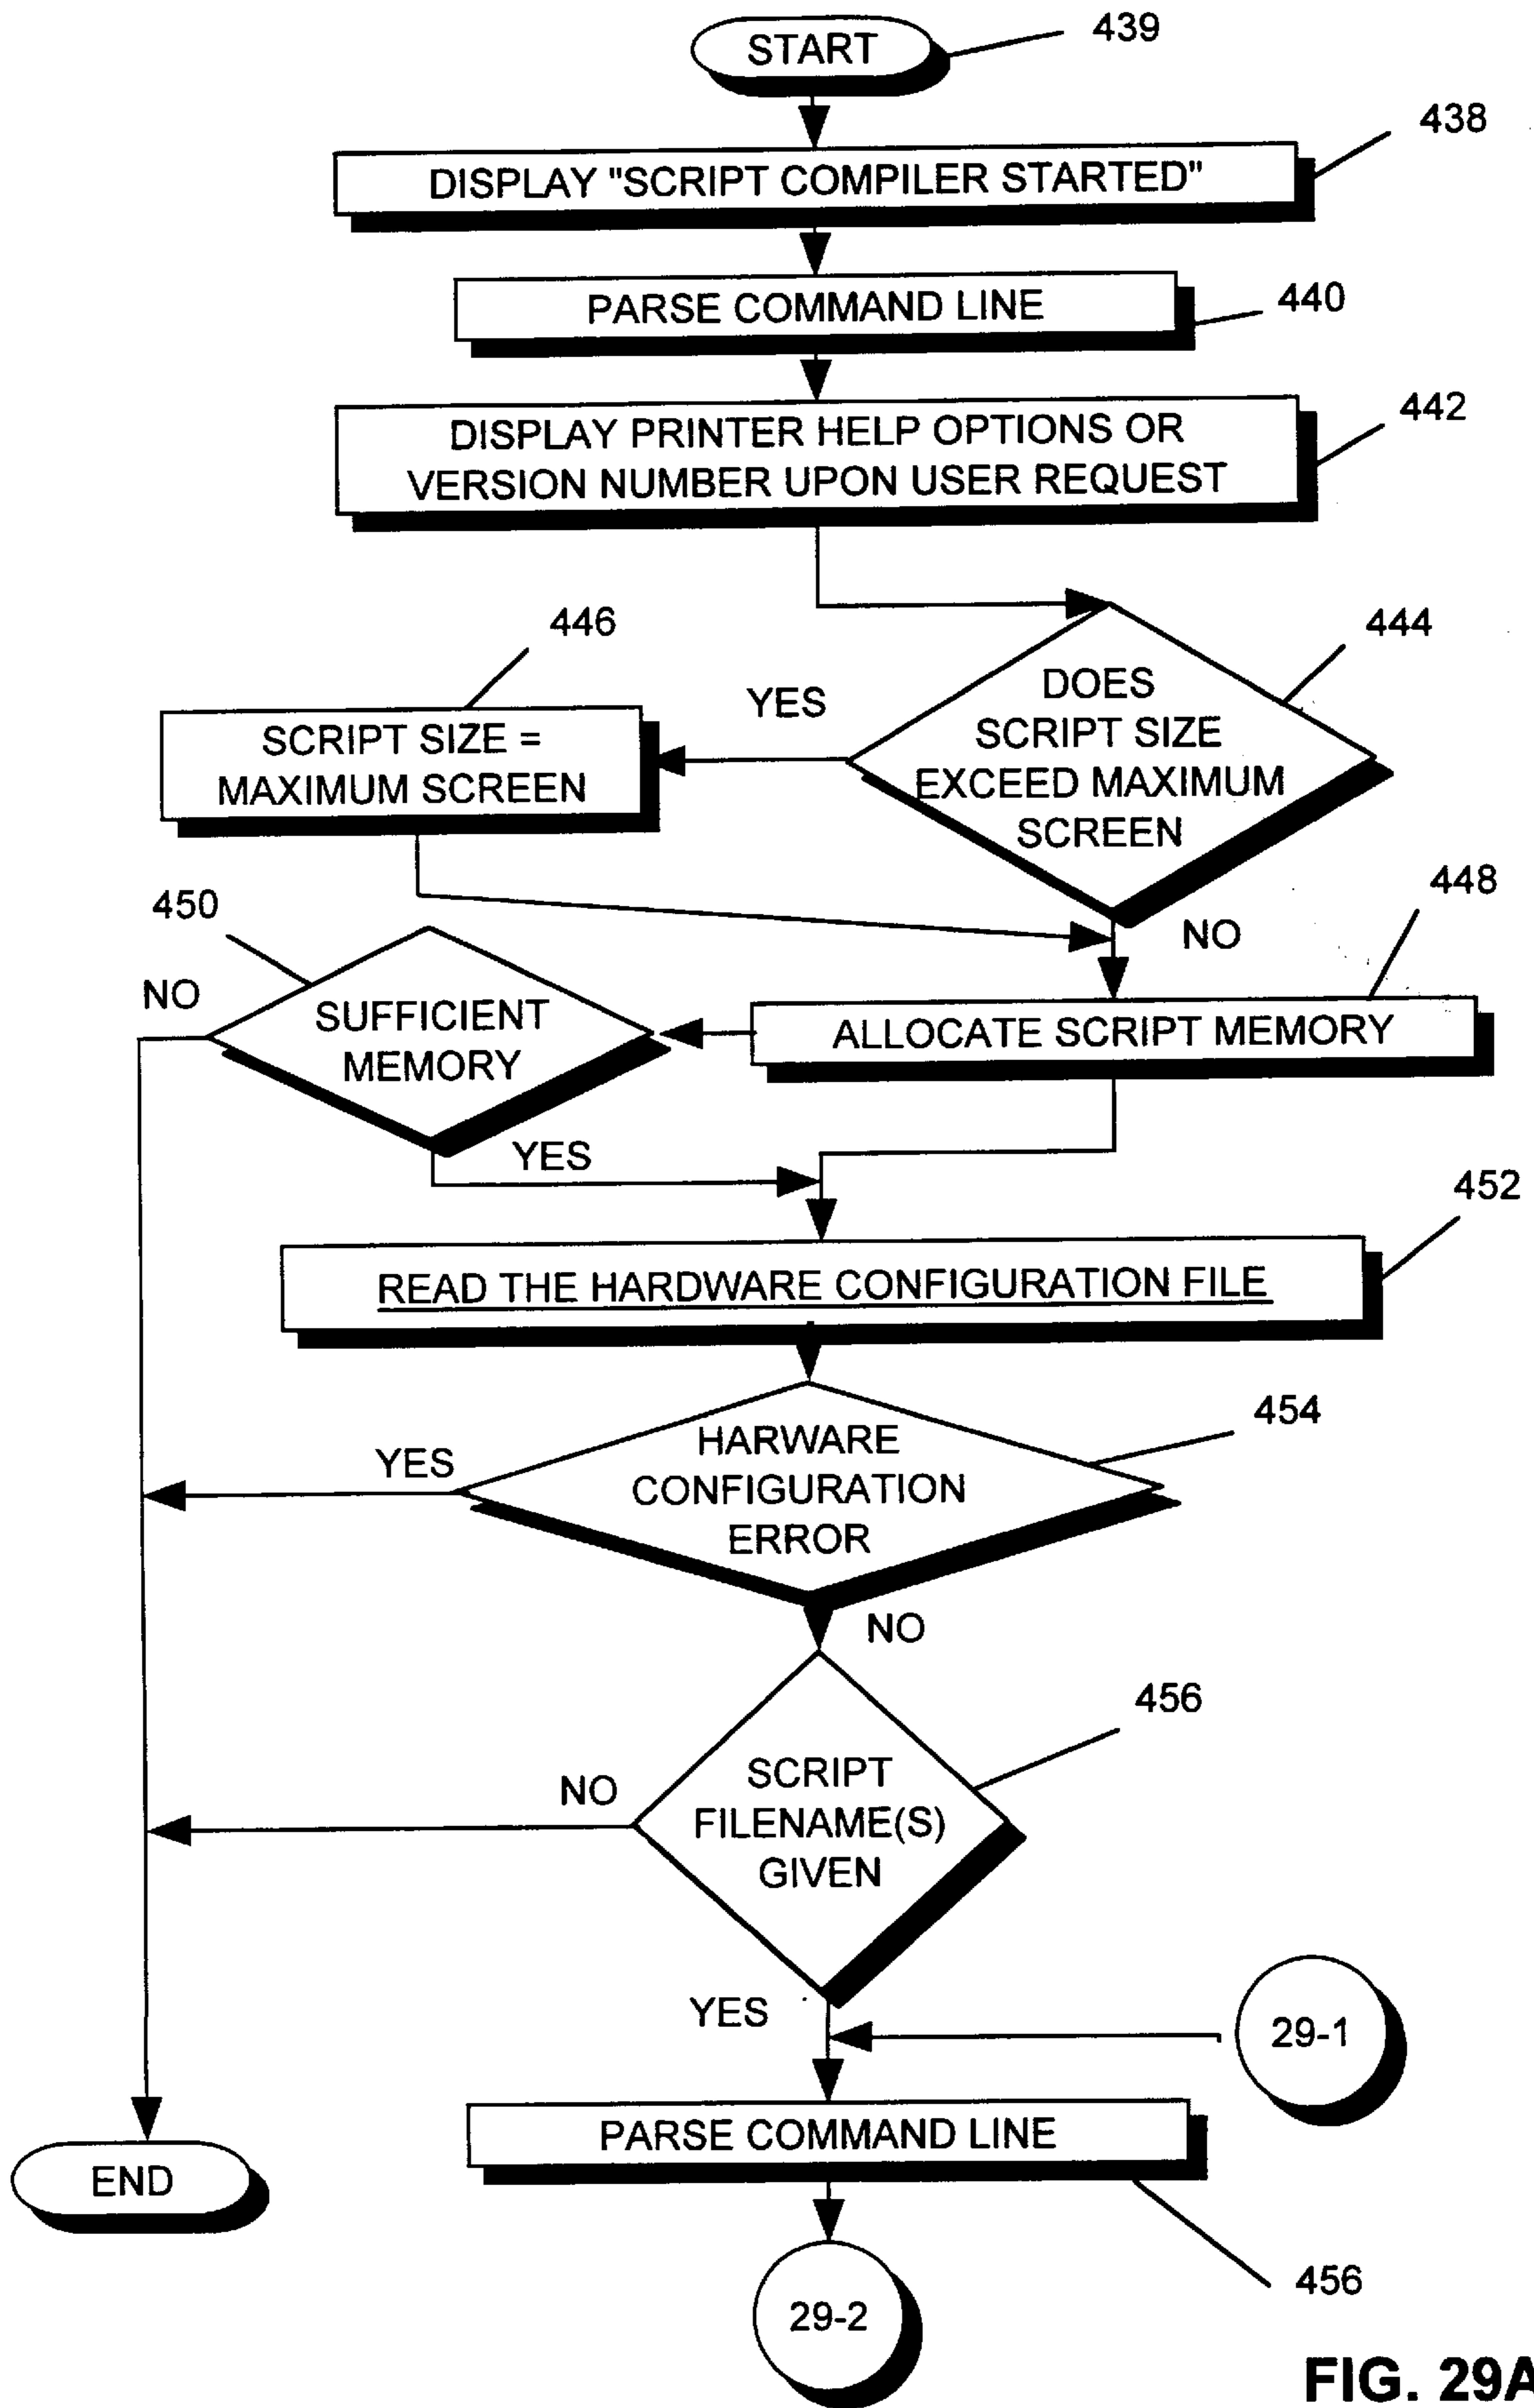 START
439
438
DISPLAY "SCRIPT COMPILER STARTED"
PARSE COMMAND LINE
440
442
DISPLAY PRINTER HELP OPTIONS OR
VERSION NUMBER UPON USER REQUEST
446
444
YES
DOES
SCRIPT SIZE
EXCEED MAXIMUM
SCREEN
SCRIPT SIZE =
MAXIMUM SCREEN
448
450
NO
NO
SUFFICIENT
MEMORY
ALLOCATE SCRIPT MEMORY
YES
452
READ THE HARDWARE CONFIGURATION FILE
454
YES
HARWARE
CONFIGURATION
ERROR
NO
456
NO
SCRIPT
FILENAME(S)
GIVEN
YES
29-1
PARSE COMMAND LINE
END
456
29-2
FIG. 29A